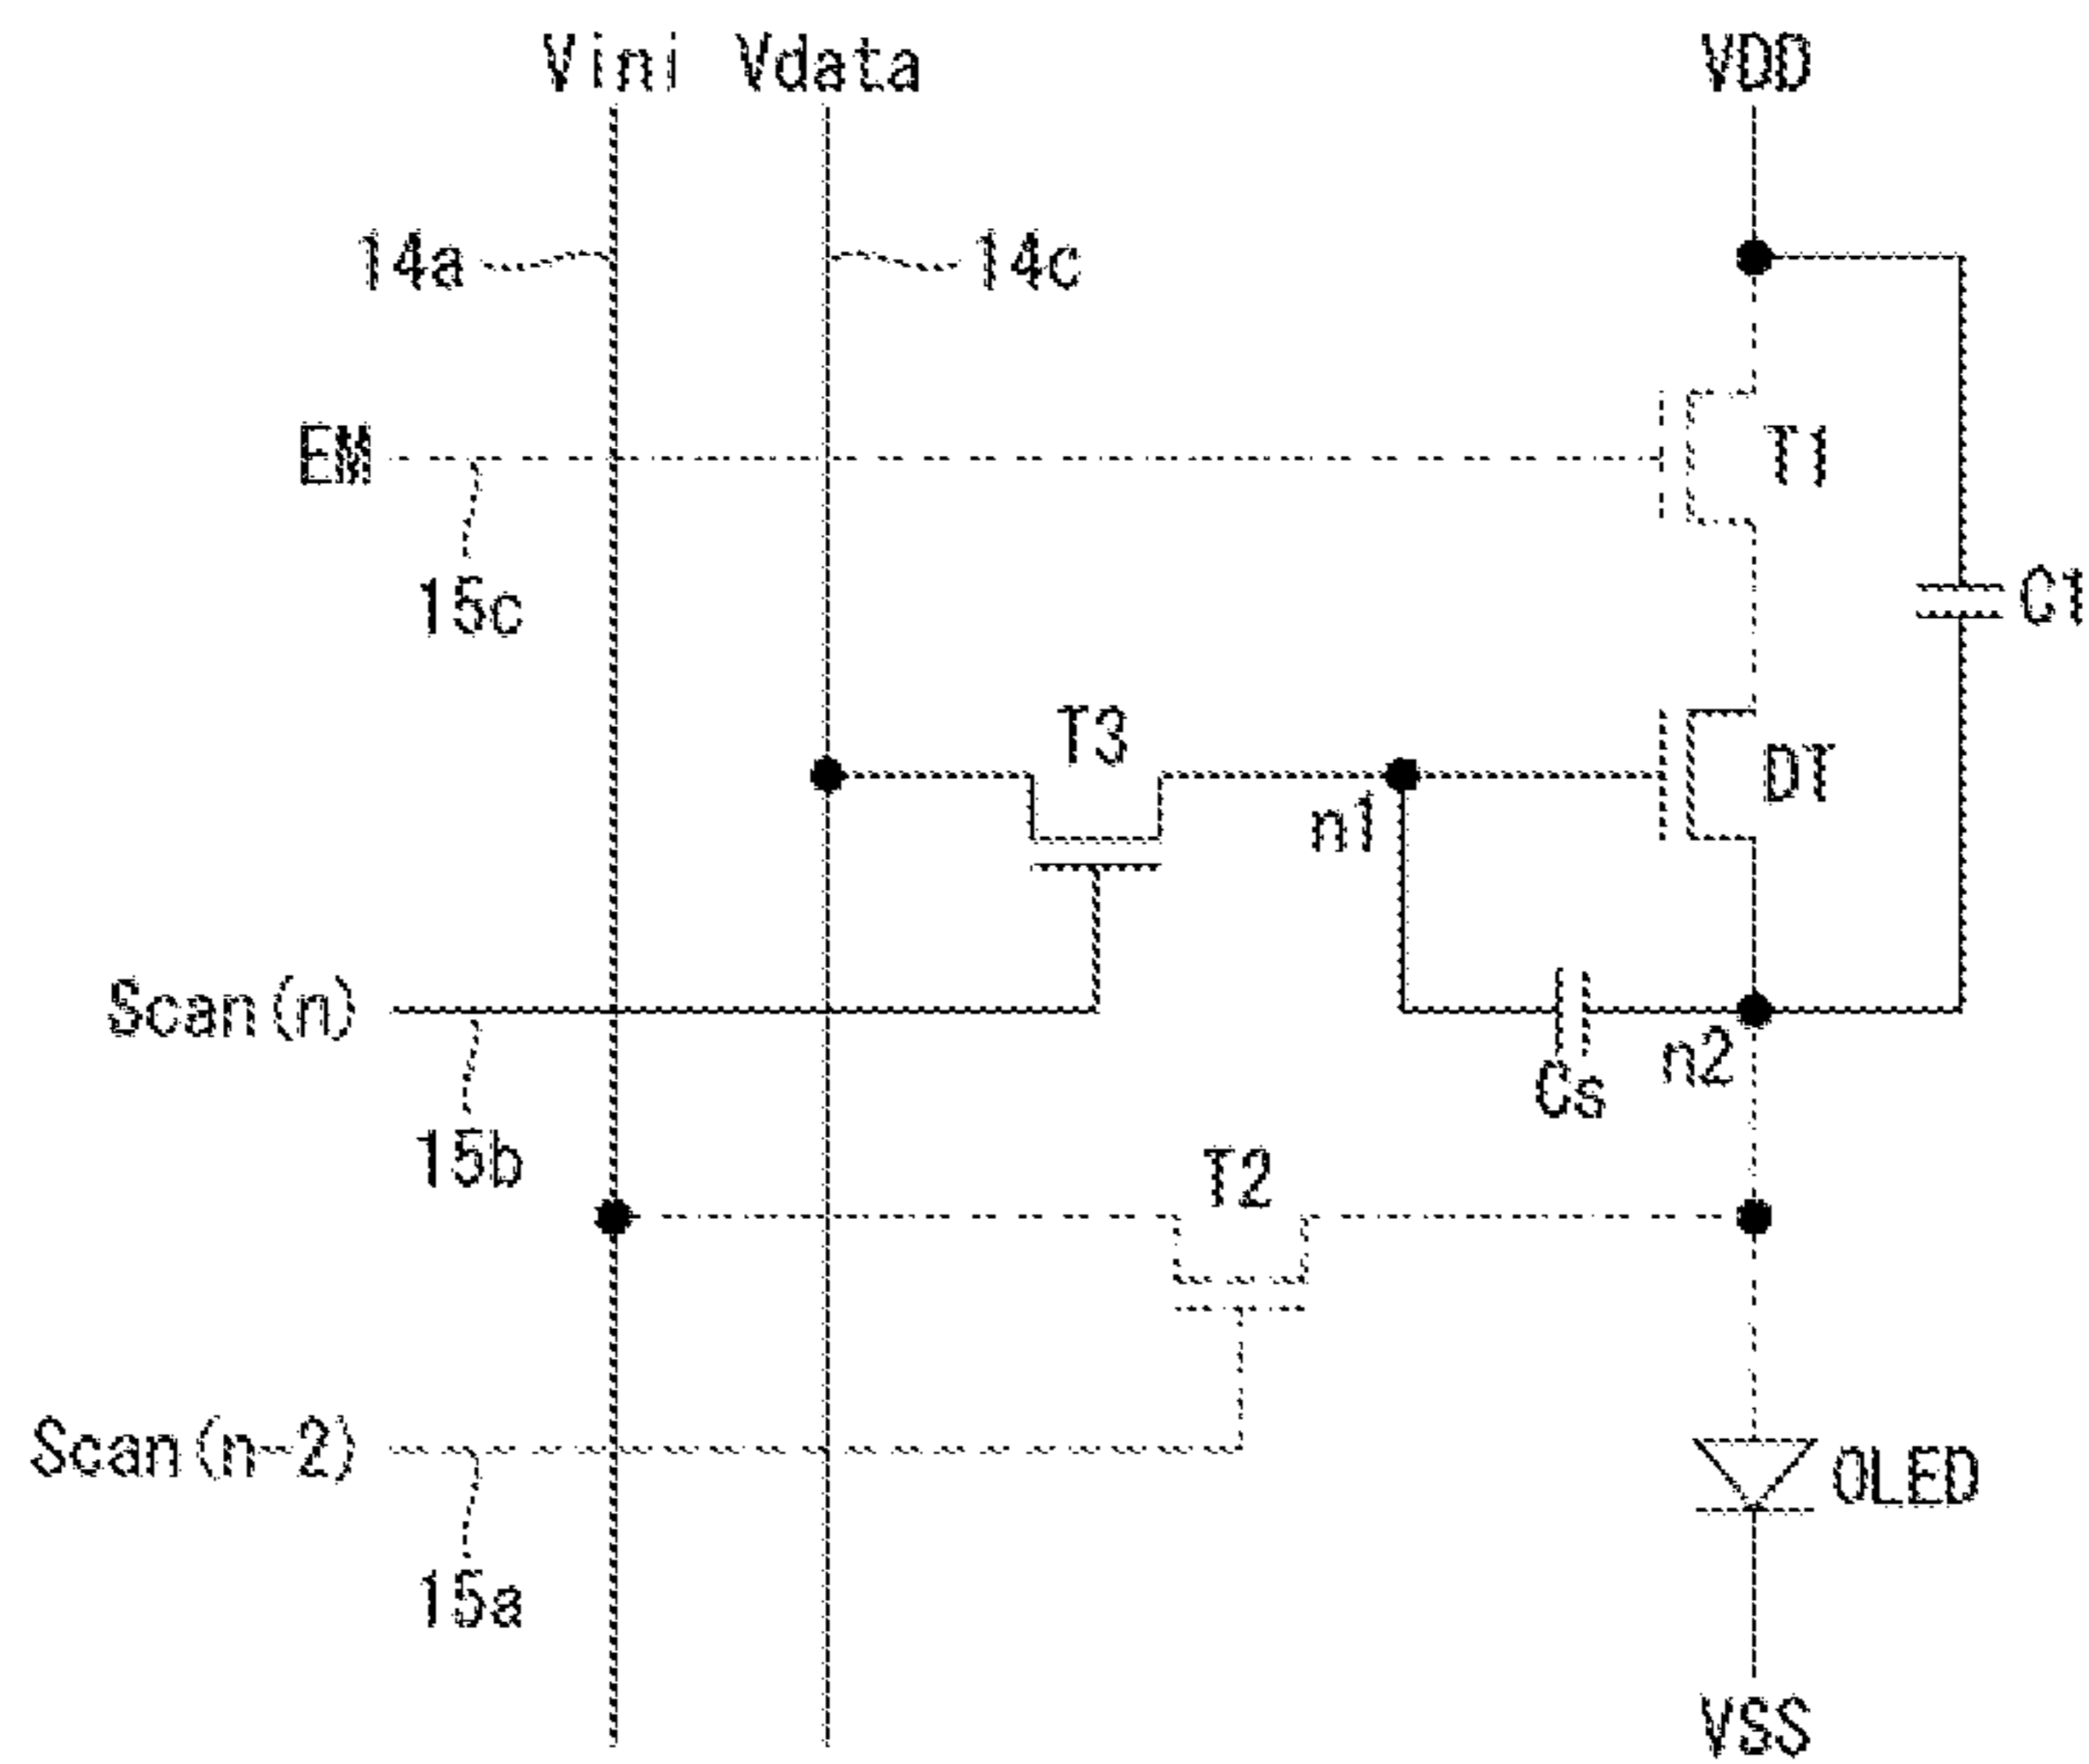 Vini Vdata VDD
14a 14c
EM T1
15c C1
T3
DT
n1
Scan(n)
n2
Cs
15b
T2
Scan(n-2) OLED
15a
VSS